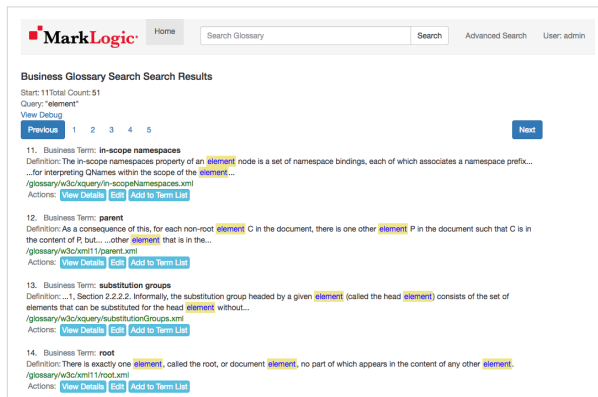 MarkLogic
Home
Search Glossary
Search
Advanced Search
User: admin
Business Glossary Search Search Results
Start: 11Total Count: 51
Query: "element"
View Debug
Previous 1 2 3 4 5 Next
11. Business Term: in-scope namespaces
Definition: The in-scope namespaces property of an element node is a set of namespace bindings, each of which associates a namespace prefix...
...for interpreting QNames within the scope of the element...
/glossary/w3c/xquery/in-scopeNamespaces.xml
Actions: View Details Edit Add to Term List
12. Business Term: parent
Definition: As a consequence of this, for each non-root element C in the document, there is one other element P in the document such that C is in
the content of P, but... ...other element that is in the...
/glossary/w3c/xml11/parent.xml
Actions: View Details Edit Add to Term List
13. Business Term: substitution groups
Definition: ...1, Section 2.2.2.2. Informally, the substitution group headed by a given element (called the head element) consists of the set of
elements that can be substituted for the head element without...
/glossary/w3c/xquery/substitutionGroups.xml
Actions: View Details Edit Add to Term List
14. Business Term: root
Definition: There is exactly one element, called the root, or document element, no part of which appears in the content of any other element.
/glossary/w3c/xml11/root.xml
Actions: View Details Edit Add to Term List